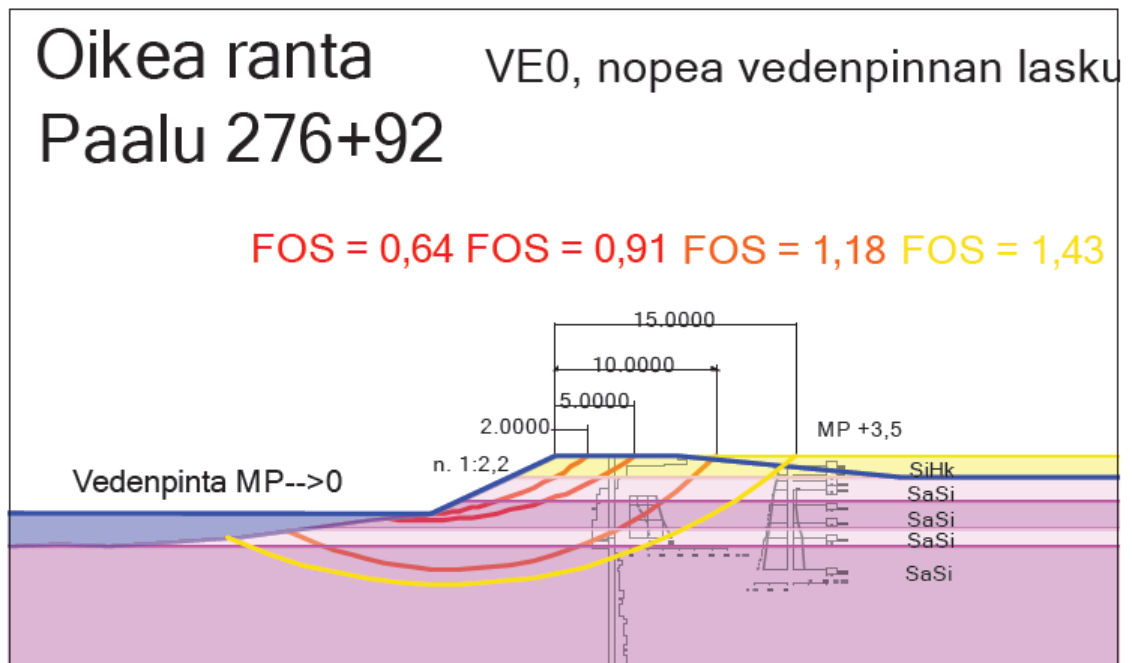 Oikea ranta
VE0, nopea vedenpinnan lasku
Paalu 276+92
FOS = 0,64 FOS = 0,91 FOS = 1,18 FOS = 1,43
15.0000
10.0000
5.0000
2.0000
MP +3,5
n. 1:2,2
Vedenpinta MP-->0
SiHk
SaSi
SaSi
SaSi
SaSi